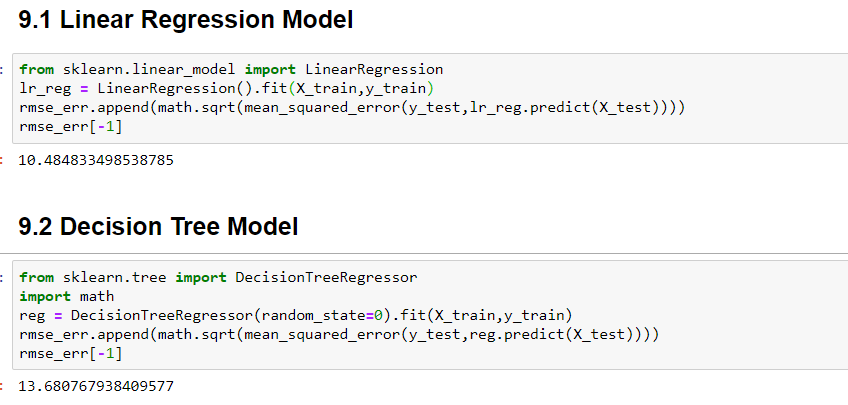 9.1 Linear Regression Model
: from sklearn.linear_model import LinearRegression
lr_reg = LinearRegression().fit(X_train,y_train)
rmse_err.append(math.sqrt(mean_squared_error(y_test,lr_reg.predict(X_test))))
rmse_err[-1]
: 10.484833498538785
9.2 Decision Tree Model
: from sklearn.tree import DecisionTreeRegressor
import math
reg = DecisionTreeRegressor(random_state=0).fit(X_train,y_train)
rmse_err.append(math.sqrt(mean_squared_error(y_test,reg.predict(X_test))))
rmse_err[-1]
: 13.680767938409577